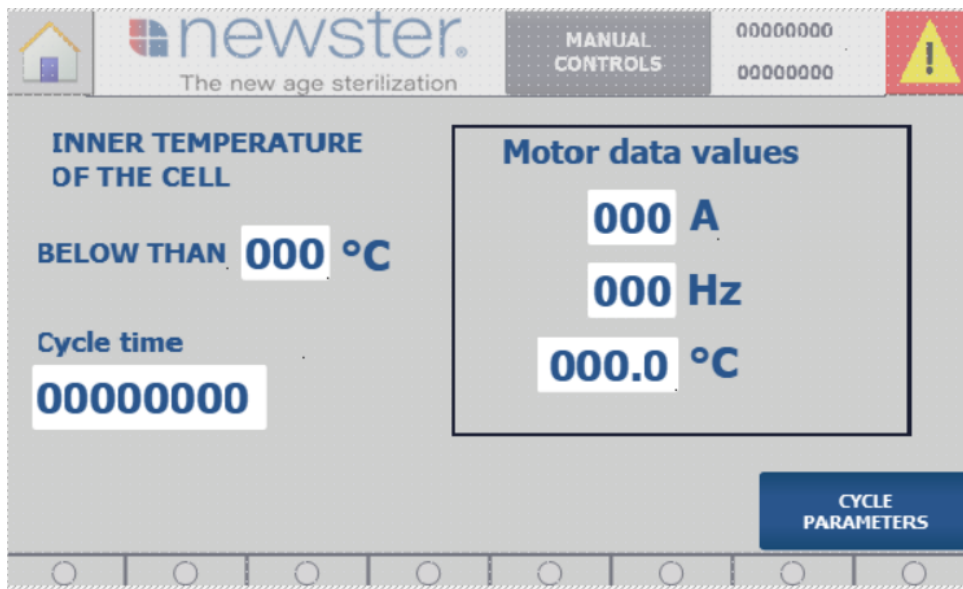 newster®
The new age sterilization
MANUAL
CONTROLS
00000000
00000000
!
INNER TEMPERATURE
OF THE CELL
BELOW THAN 000 °C
Cycle time
00000000
Motor data values
000 A
000 Hz
000.0 °C
CYCLE
PARAMETERS